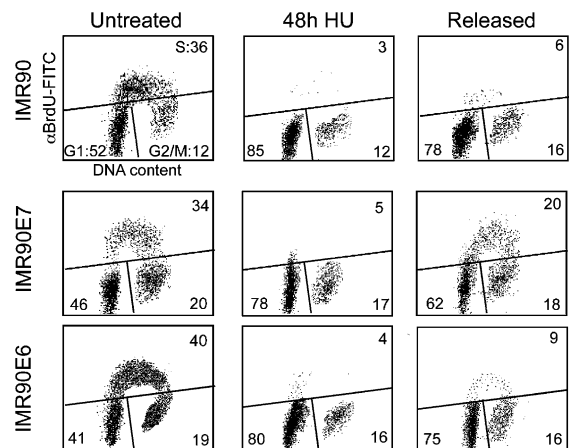 Untreated 48h HU Released
IMR90
αBrdU-FITC
S:36
G1:52 G2/M:12
DNA content
3
85 12
6
78 16
IMR90E7
34
46 20
5
78 17
20
62 18
IMR90E6
40
41 19
4
80 16
9
75 16